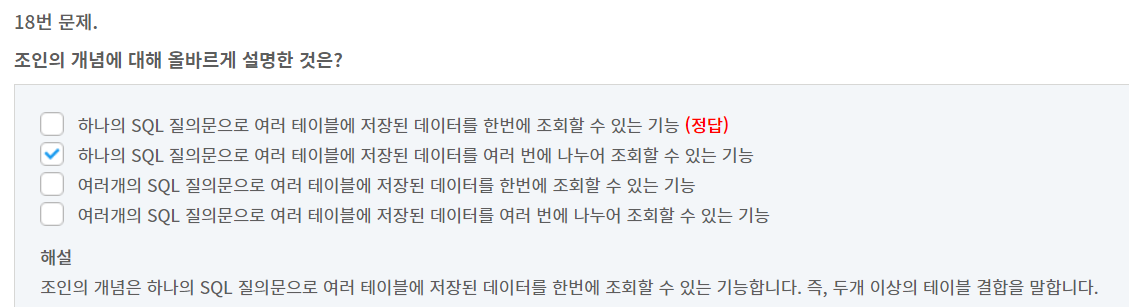 18번 문제.
조인의 개념에 대해 올바르게 설명한 것은?
하나의 SQL 질의문으로 여러 테이블에 저장된 데이터를 한번에 조회할 수 있는 기능 (정답)
하나의 SQL 질의문으로 여러 테이블에 저장된 데이터를 여러 번에 나누어 조회할 수 있는 기능
여러개의 SQL 질의문으로 여러 테이블에 저장된 데이터를 한번에 조회할 수 있는 기능
여러개의 SQL 질의문으로 여러 테이블에 저장된 데이터를 여러 번에 나누어 조회할 수 있는 기능
해설
조인의 개념은 하나의 SQL 질의문으로 여러 테이블에 저장된 데이터를 한번에 조회할 수 있는 기능합니다. 즉, 두개 이상의 테이블 결합을 말합니다.